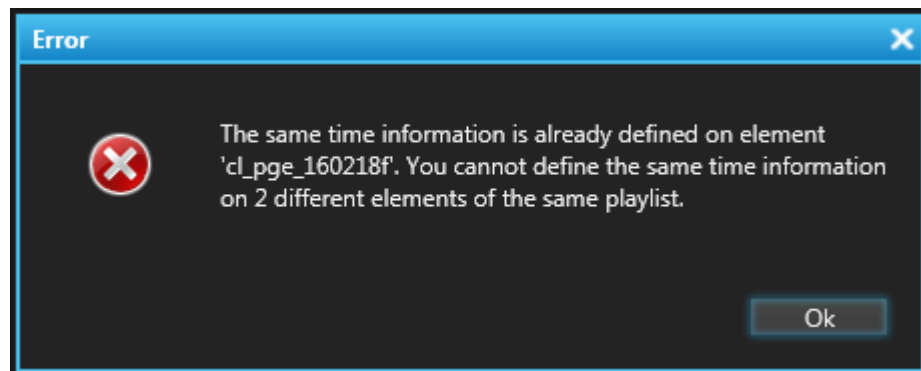 Error
The same time information is already defined on element
'cl_pge_160218f'. You cannot define the same time information
on 2 different elements of the same playlist.
Ok